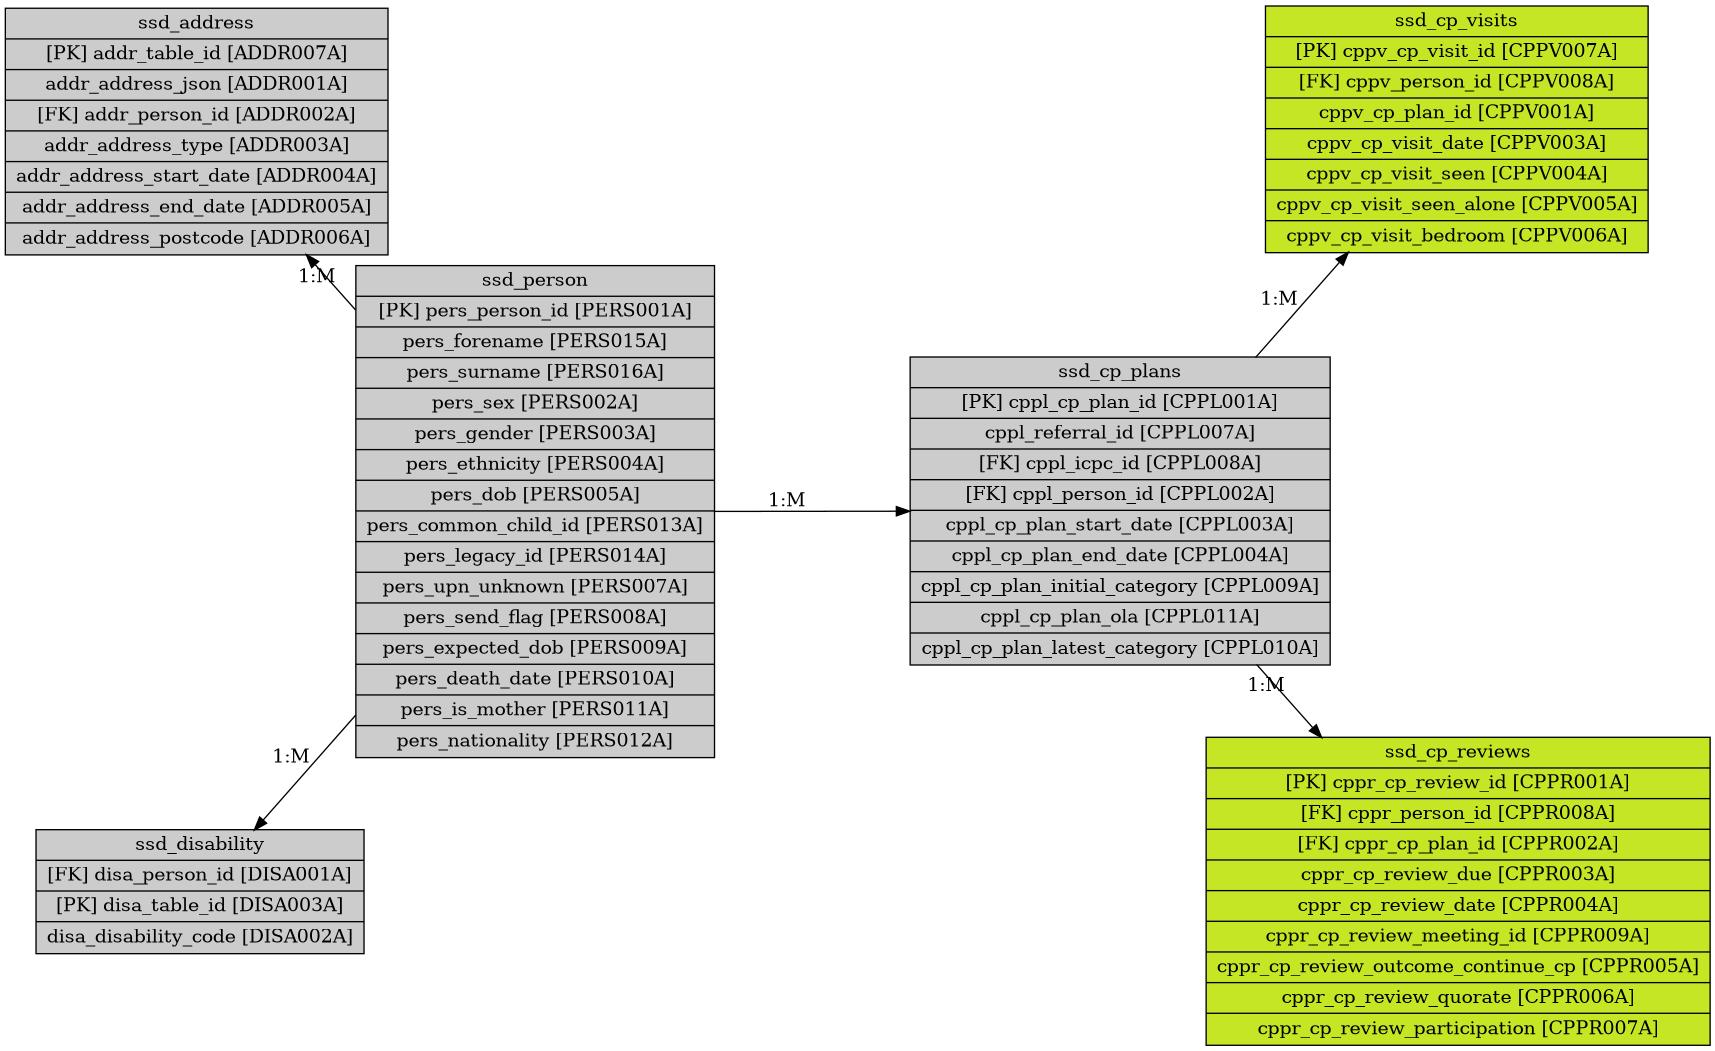 ssd_address
[PK] addr_table_id [ADDR007A]
addr_address_json [ADDR001A]
[FK] addr_person_id [ADDR002A]
addr_address_type [ADDR003A]
addr_address_start_date [ADDR004A]
addr_address_end_date [ADDR005A]
addr_address_postcode [ADDR006A]
1:M
ssd_person
[PK] pers_person_id [PERS001A]
pers_forename [PERS015A]
pers_surname [PERS016A]
pers_sex [PERS002A]
pers_gender [PERS003A]
pers_ethnicity [PERS004A]
pers_dob [PERS005A]
pers_common_child_id [PERS013A]
pers_legacy_id [PERS014A]
pers_upn_unknown [PERS007A]
pers_send_flag [PERS008A]
pers_expected_dob [PERS009A]
pers_death_date [PERS010A]
pers_is_mother [PERS011A]
pers_nationality [PERS012A]
1:M
ssd_disability
[FK] disa_person_id [DISA001A]
[PK] disa_table_id [DISA003A]
disa_disability_code [DISA002A]
1:M
ssd_cp_plans
[PK] cppl_cp_plan_id [CPPL001A]
cppl_referral_id [CPPL007A]
[FK] cppl_icpc_id [CPPL008A]
[FK] cppl_person_id [CPPL002A]
cppl_cp_plan_start_date [CPPL003A]
cppl_cp_plan_end_date [CPPL004A]
cppl_cp_plan_initial_category [CPPL009A]
cppl_cp_plan_ola [CPPL011A]
cppl_cp_plan_latest_category [CPPL010A]
1:M
ssd_cp_visits
[PK] cppv_cp_visit_id [CPPV007A]
[FK] cppv_person_id [CPPV008A]
cppv_cp_plan_id [CPPV001A]
cppv_cp_visit_date [CPPV003A]
cppv_cp_visit_seen [CPPV004A]
cppv_cp_visit_seen_alone [CPPV005A]
cppv_cp_visit_bedroom [CPPV006A]
1:M
ssd_cp_reviews
[PK] cppr_cp_review_id [CPPR001A]
[FK] cppr_person_id [CPPR008A]
[FK] cppr_cp_plan_id [CPPR002A]
cppr_cp_review_due [CPPR003A]
cppr_cp_review_date [CPPR004A]
cppr_cp_review_meeting_id [CPPR009A]
cppr_cp_review_outcome_continue_cp [CPPR005A]
cppr_cp_review_quorate [CPPR006A]
cppr_cp_review_participation [CPPR007A]